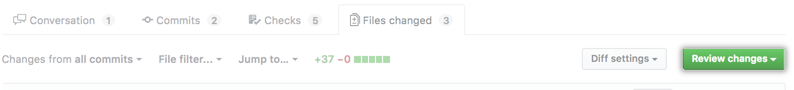 Conversation 1 Commits 2 Checks 5 Files changed 3
Changes from all commits File filter... Jump to... +37 −0 Diff settings Review changes